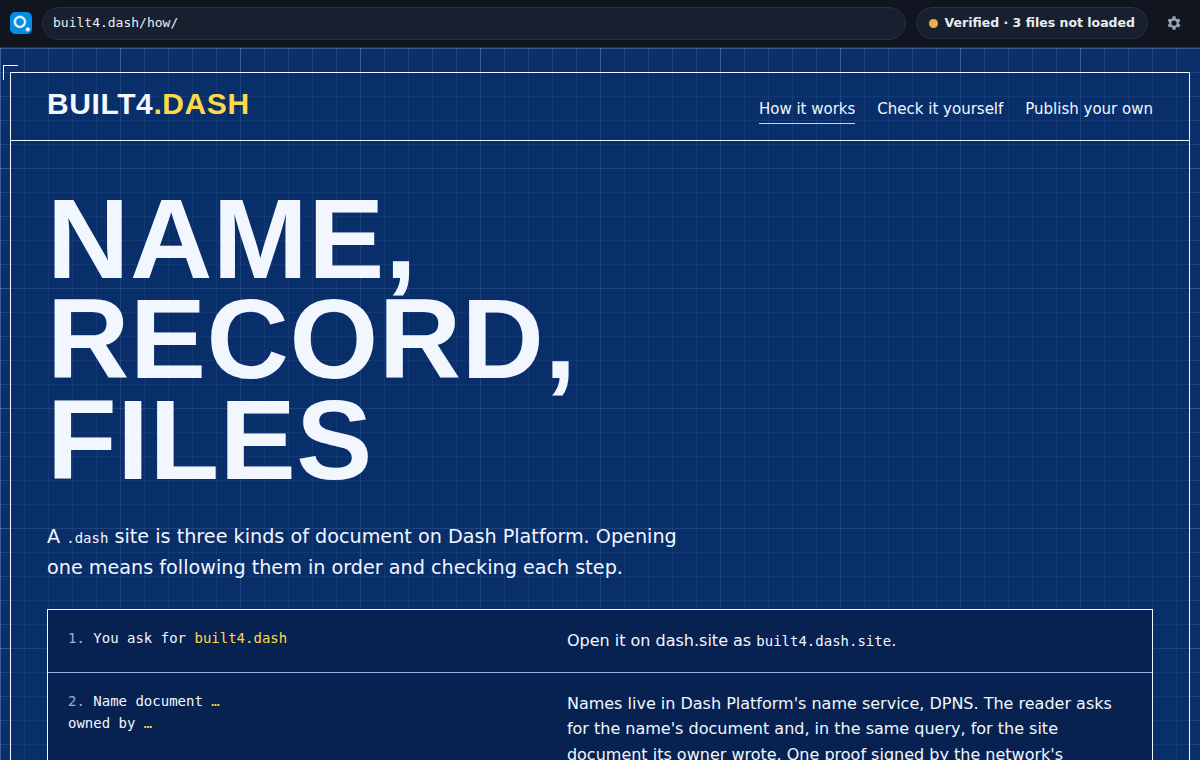 built4.dash/how/
Verified · 3 files not loaded
BUILT4.DASH
How it works
Check it yourself
Publish your own
NAME,
RECORD,
FILES
A .dash site is three kinds of document on Dash Platform. Opening
one means following them in order and checking each step.
1. You ask for built4.dash
Open it on dash.site as built4.dash.site.
2. Name document …
owned by …
Names live in Dash Platform's name service, DPNS. The reader asks
for the name's document and, in the same query, for the site
document its owner wrote. One proof signed by the network's